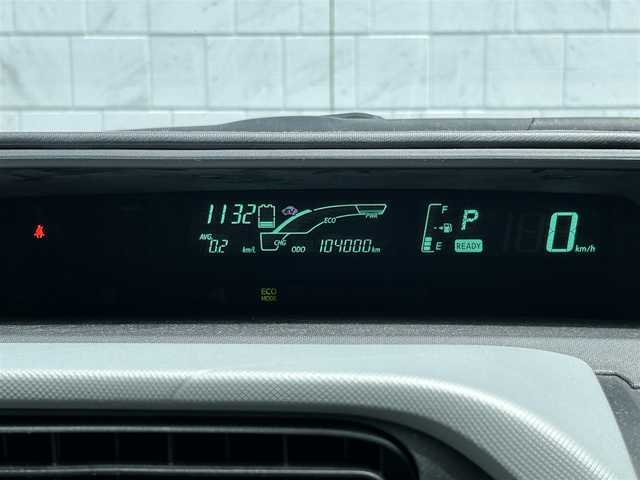 1132
ECO
PWR
AVG
0.2 km/L
CHG
ODO 104000 km
F
E
P
READY
0 km/h
ECO
MODE